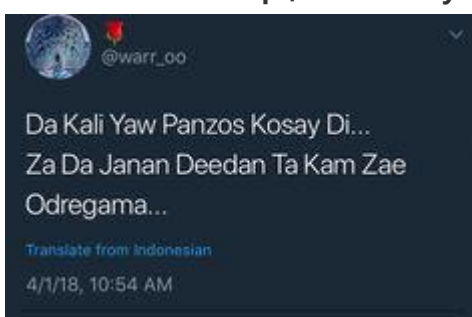 🌹
@warr_oo
Da Kali Yaw Panzos Kosay Di...
Za Da Janan Deedan Ta Kam Zae
Odregama...
Translate from Indonesian
4/1/18, 10:54 AM